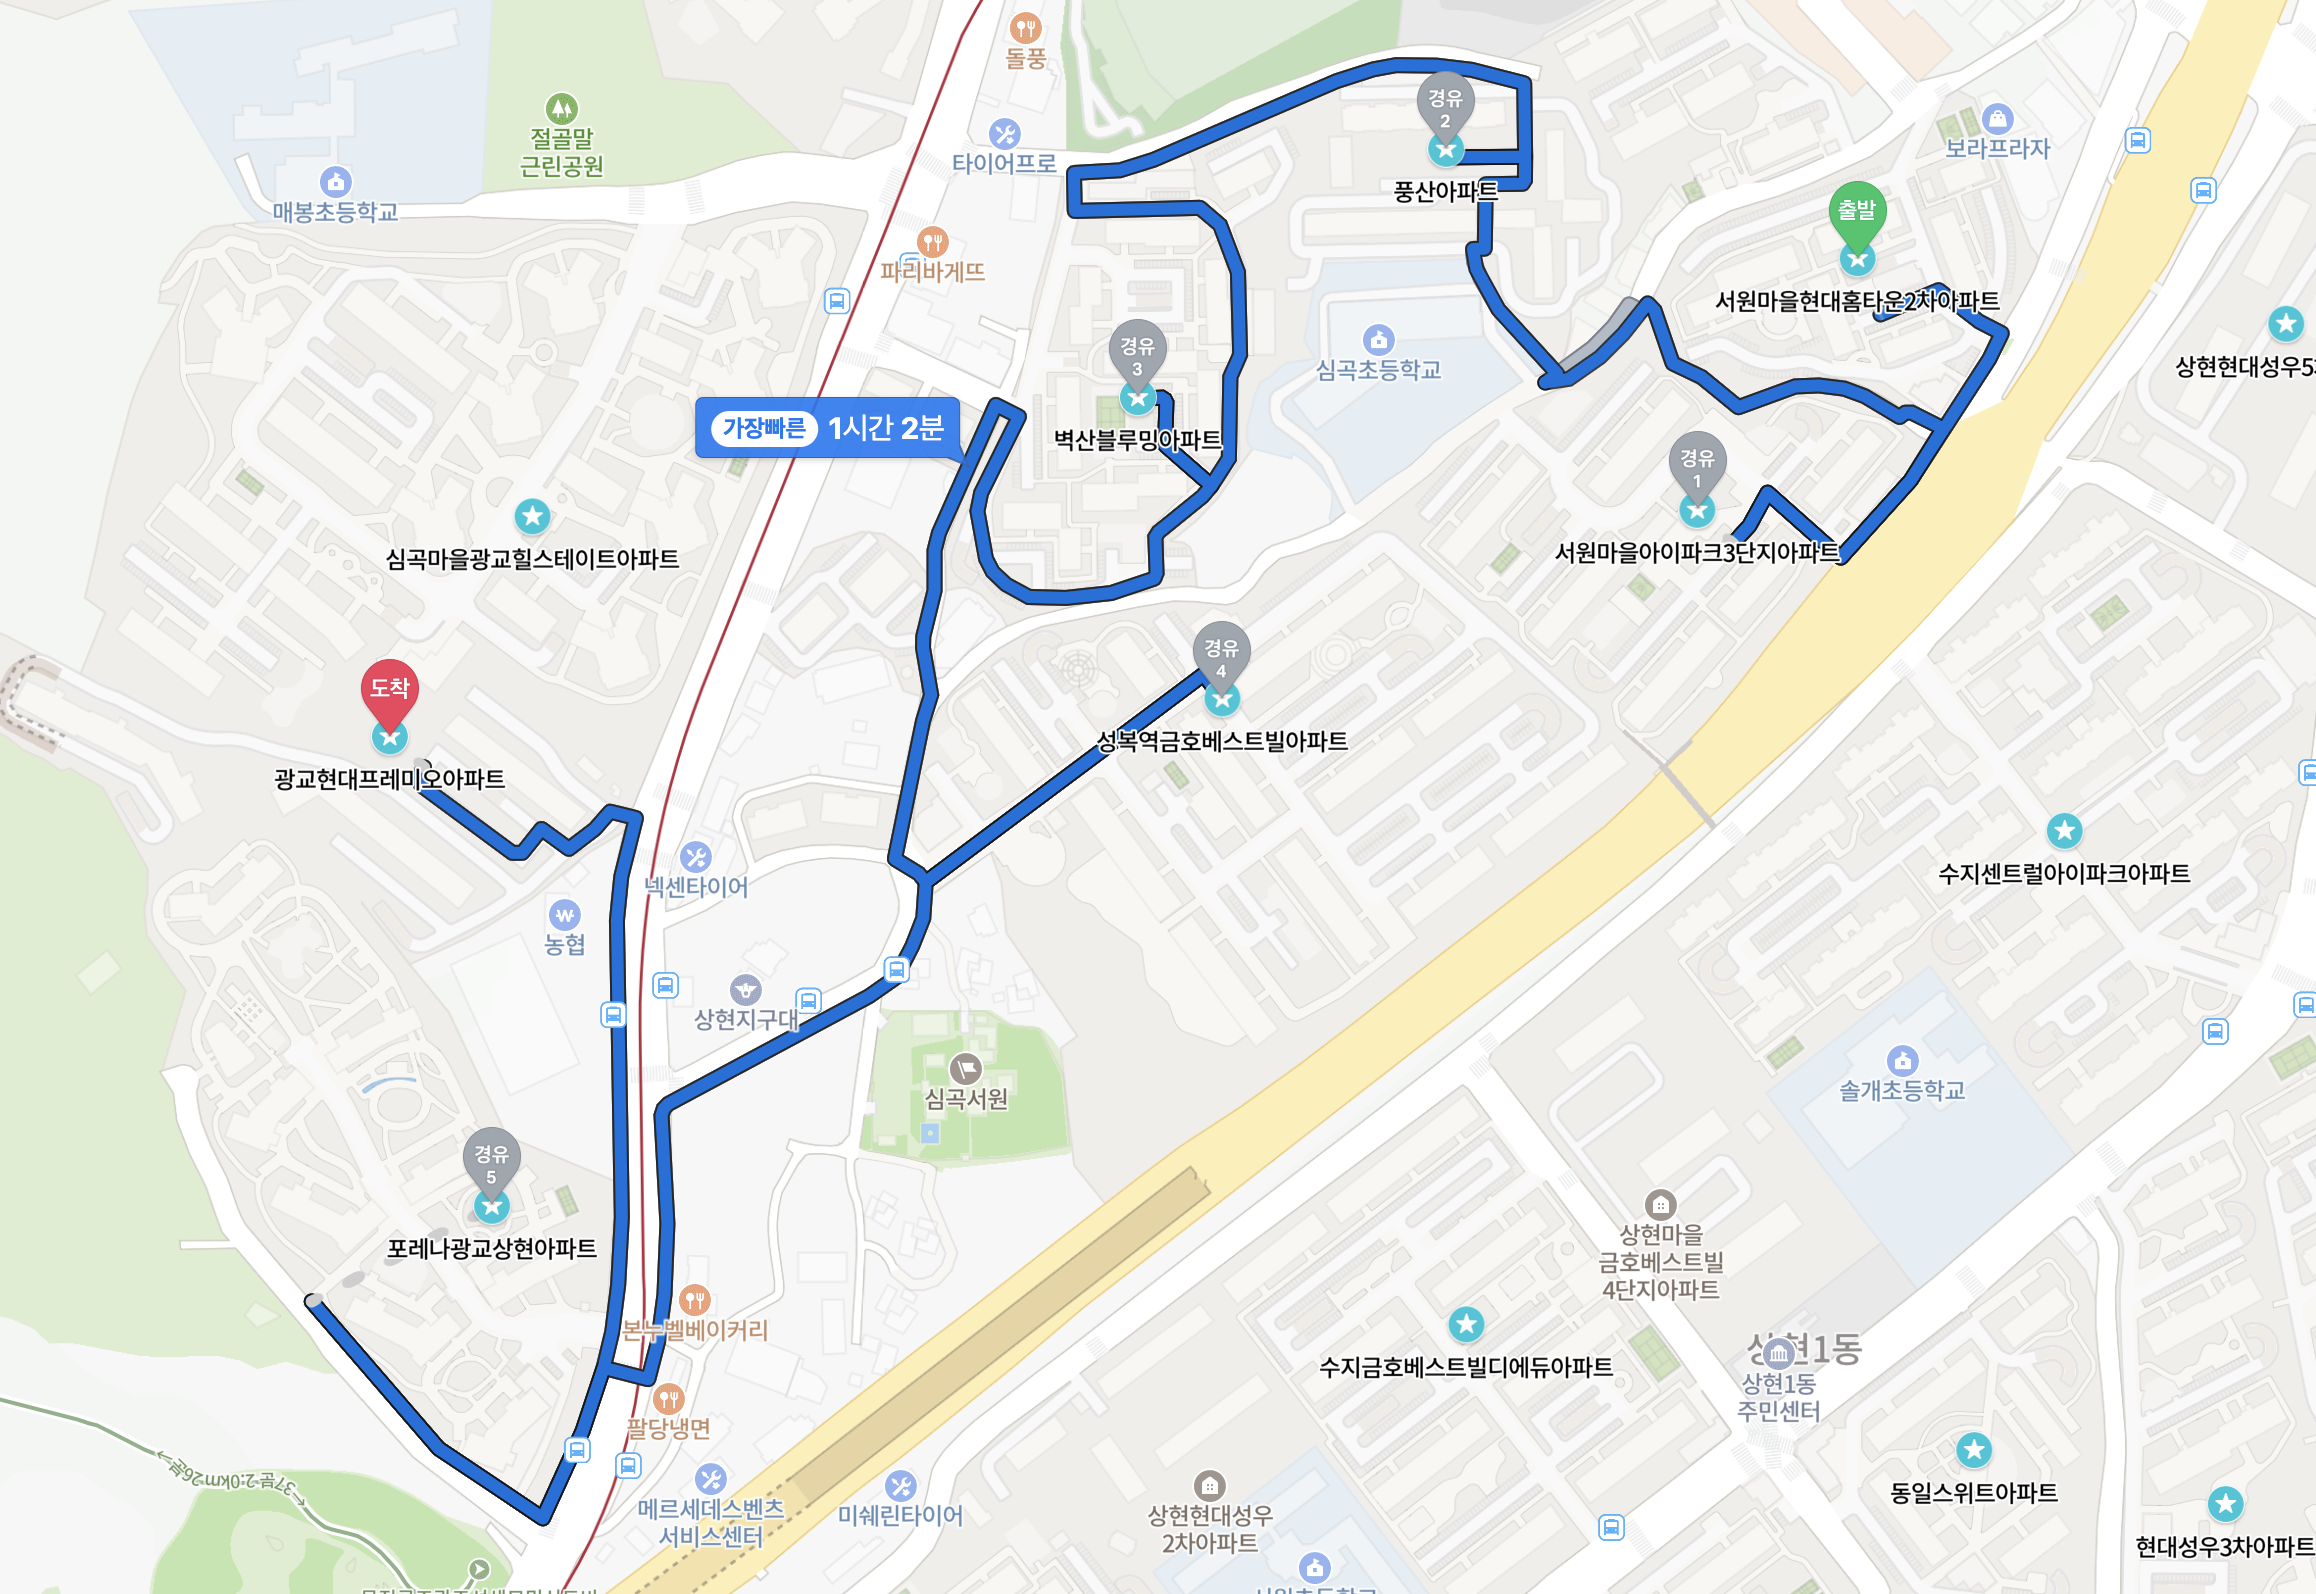 돌풍
절골말
근린공원
타이어프로
매봉초등학교
경유
2
풍산아파트
보라프라자
출발
서원마을현대홈타운2차아파트
파리바게뜨
경유
3
벽산블루밍아파트
심곡초등학교
상현현대성우5
가장빠른 1시간 2분
경유
1
서원마을아이파크3단지아파트
심곡마을광교힐스테이트아파트
도착
광교현대프레미오아파트
경유
4
성복역금호베스트빌아파트
넥센타이어
농협
상현지구대
수지센트럴아이파크아파트
심곡서원
솔개초등학교
경유
5
포레나광교상현아파트
본누벨베이커리
팔당냉면
상현마을
금호베스트빌
4단지아파트
수지금호베스트빌디에듀아파트
상현1동
상현1동
주민센터
동일스위트아파트
현대성우3차아파트
←37분 2.0km 26분→
메르세데스벤츠
서비스센터
미쉐린타이어
상현현대성우
2차아파트